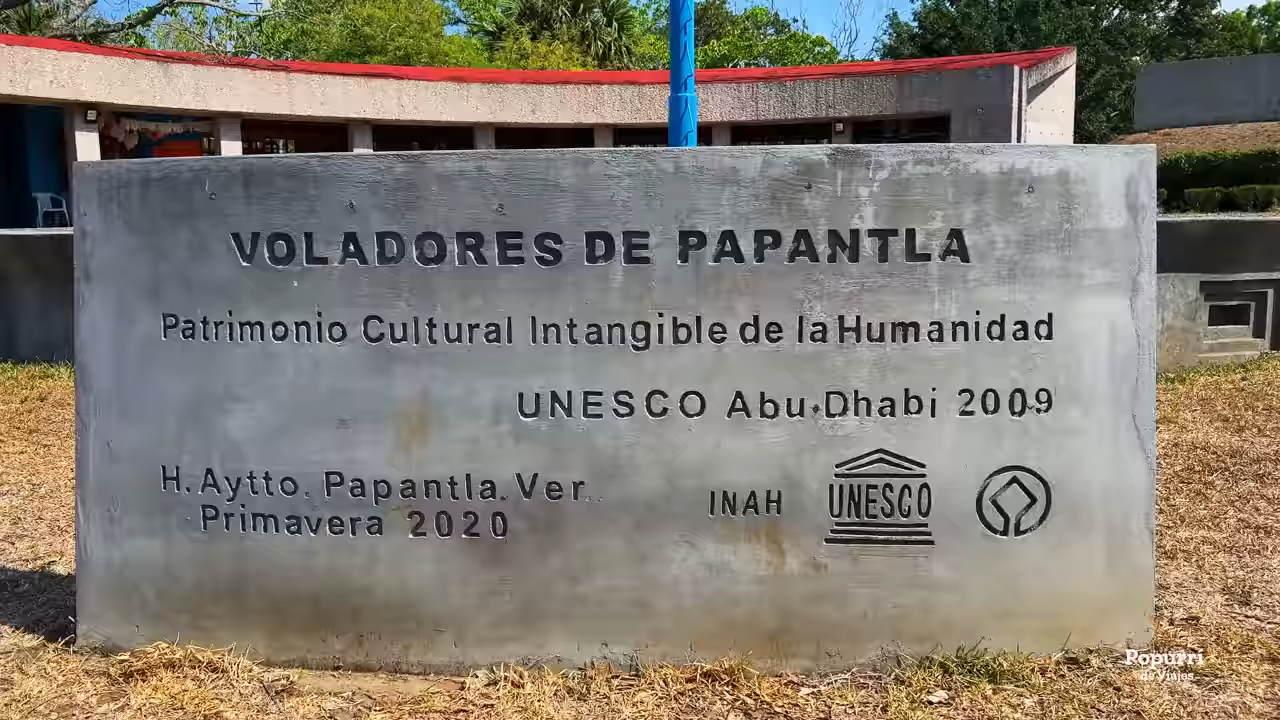 VOLADORES DE PAPANTLA
Patrimonio Cultural Intangible de la Humanidad
UNESCO Abu Dhabi 2009
H. Aytto. Papantla. Ver.
Primavera 2020
INAH
UNESCO
Popurrí
de Viajes